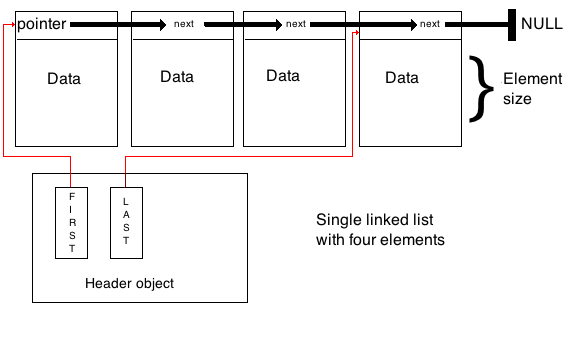 pointer next next next NULL
Data Data Data Data
Element
size
FIRST LAST
Single linked list
with four elements
Header object